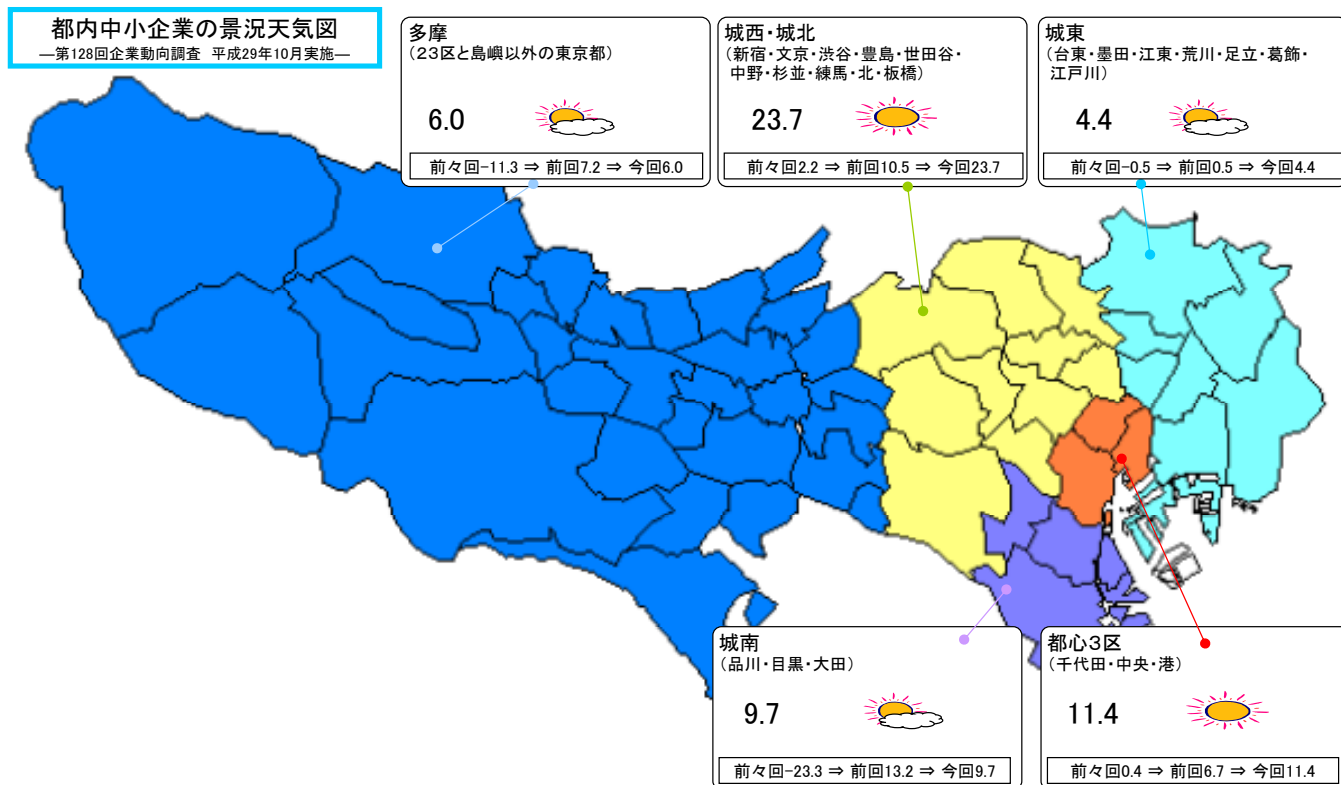 都内中小企業の景況天気図
―第128回企業動向調査 平成29年10月実施―
多摩
（23区と島嶼以外の東京都）
6.0
前々回-11.3 ⇒ 前回7.2 ⇒ 今回6.0
城西・城北
（新宿・文京・渋谷・豊島・世田谷・
中野・杉並・練馬・北・板橋）
23.7
前々回2.2 ⇒ 前回10.5 ⇒ 今回23.7
城東
（台東・墨田・江東・荒川・足立・葛飾・
江戸川）
4.4
前々回-0.5 ⇒ 前回0.5 ⇒ 今回4.4
城南
（品川・目黒・大田）
9.7
前々回-23.3 ⇒ 前回13.2 ⇒ 今回9.7
都心3区
（千代田・中央・港）
11.4
前々回0.4 ⇒ 前回6.7 ⇒ 今回11.4